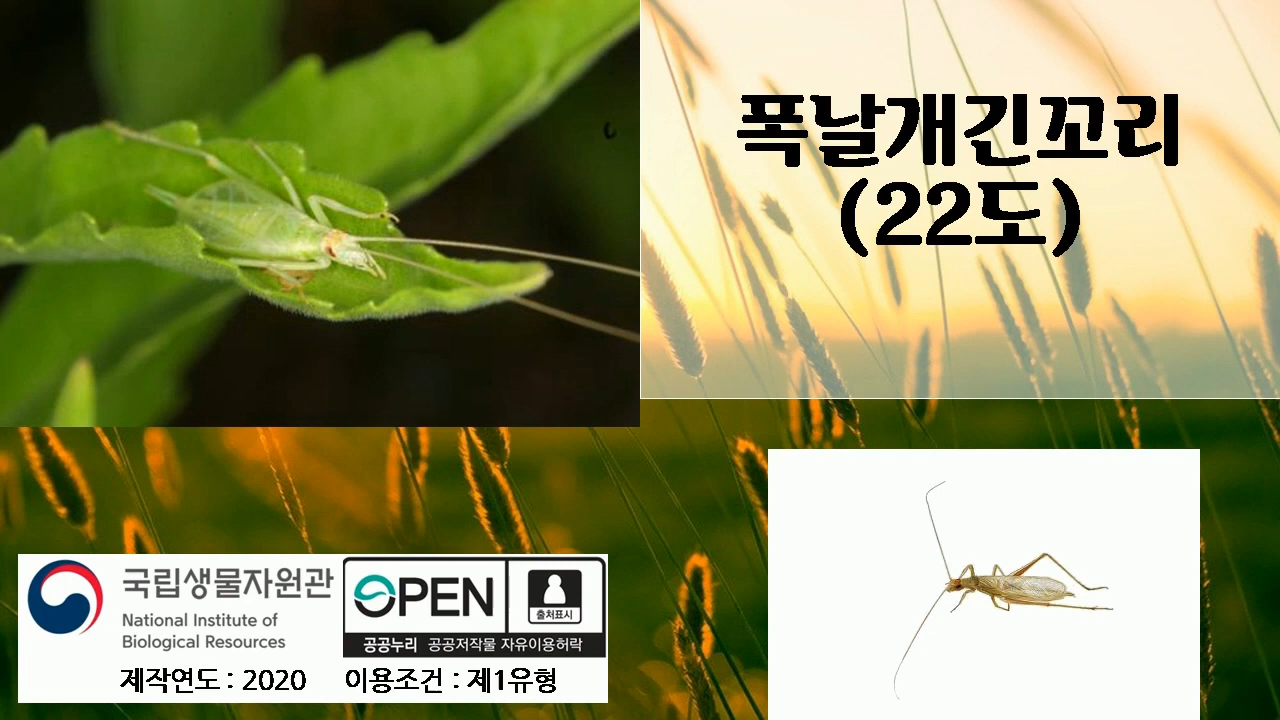 폭날개긴꼬리
(22도)
국립생물자원관
National Institute of
Biological Resources
OPEN
출처표시
공공누리 공공저작물 자유이용허락
제작연도 : 2020 이용조건 : 제1유형